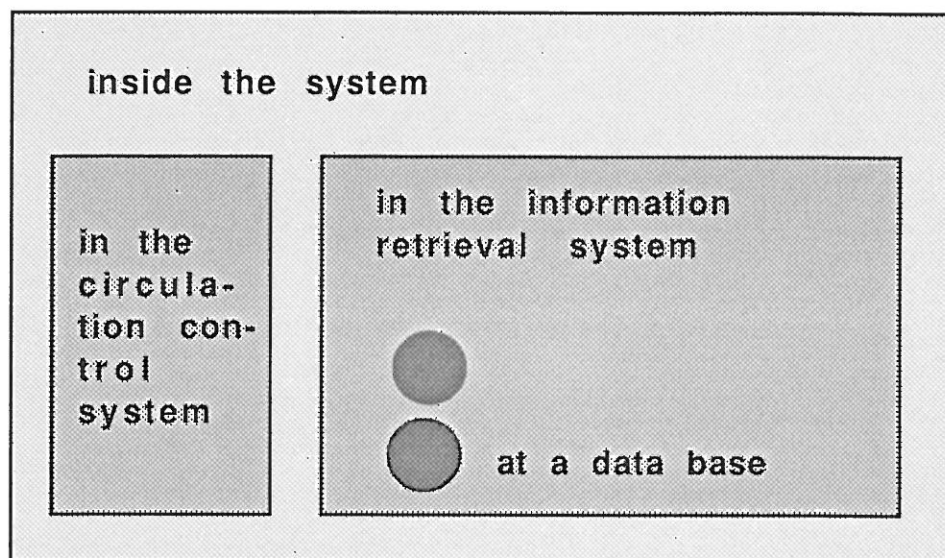 inside the system
in the
circula-
tion con-
trol
system
in the information
retrieval system
at a data base